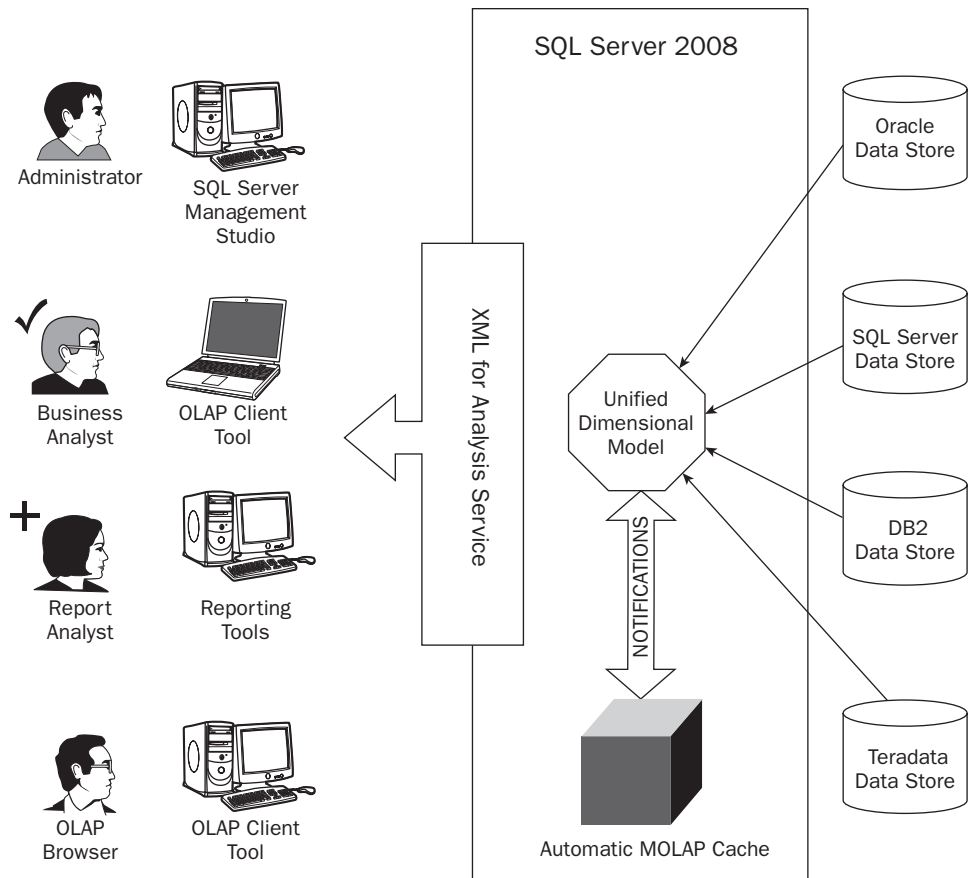 SQL Server 2008
Administrator
SQL Server
Management
Studio
Business
Analyst
OLAP Client
Tool
Report
Analyst
Reporting
Tools
OLAP
Browser
OLAP Client
Tool
XML for Analysis Service
Unified
Dimensional
Model
NOTIFICATIONS
Automatic MOLAP Cache
Oracle
Data Store
SQL Server
Data Store
DB2
Data Store
Teradata
Data Store